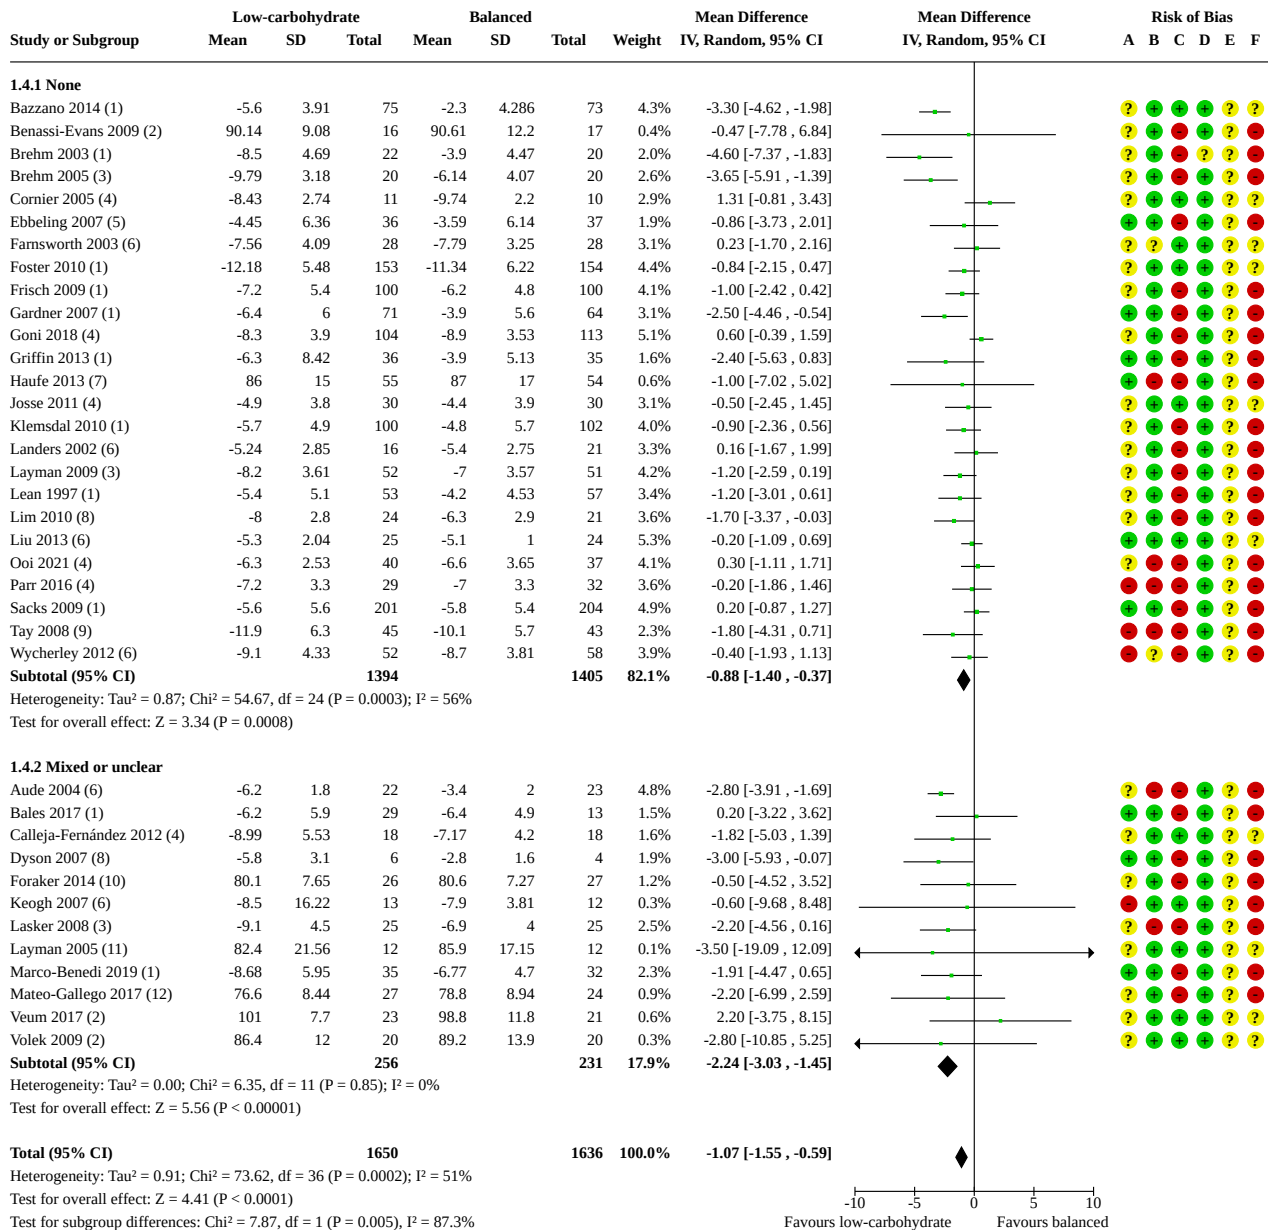 Low-carbohydrate Balanced Mean Difference Mean Difference Risk of Bias
Study or Subgroup Mean SD Total Mean SD Total Weight IV, Random, 95% CI IV, Random, 95% CI A B C D E F
1.4.1 None
Bazzano 2014 (1) -5.6 3.91 75 -2.3 4.286 73 4.3% -3.30 [-4.62 , -1.98] ? + + + ? ?
Benassi-Evans 2009 (2) 90.14 9.08 16 90.61 12.2 17 0.4% -0.47 [-7.78 , 6.84] ? + - + ? -
Brehm 2003 (1) -8.5 4.69 22 -3.9 4.47 20 2.0% -4.60 [-7.37 , -1.83] ? + - ? ? -
Brehm 2005 (3) -9.79 3.18 20 -6.14 4.07 20 2.6% -3.65 [-5.91 , -1.39] ? + - + ? -
Cornier 2005 (4) -8.43 2.74 11 -9.74 2.2 10 2.9% 1.31 [-0.81 , 3.43] ? + + + ? ?
Ebbeling 2007 (5) -4.45 6.36 36 -3.59 6.14 37 1.9% -0.86 [-3.73 , 2.01] + + - + ? -
Farnsworth 2003 (6) -7.56 4.09 28 -7.79 3.25 28 3.1% 0.23 [-1.70 , 2.16] ? ? + + ? ?
Foster 2010 (1) -12.18 5.48 153 -11.34 6.22 154 4.4% -0.84 [-2.15 , 0.47] ? + + + ? ?
Frisch 2009 (1) -7.2 5.4 100 -6.2 4.8 100 4.1% -1.00 [-2.42 , 0.42] ? + - + ? -
Gardner 2007 (1) -6.4 6 71 -3.9 5.6 64 3.1% -2.50 [-4.46 , -0.54] + + - + ? -
Goni 2018 (4) -8.3 3.9 104 -8.9 3.53 113 5.1% 0.60 [-0.39 , 1.59] ? + - + ? -
Griffin 2013 (1) -6.3 8.42 36 -3.9 5.13 35 1.6% -2.40 [-5.63 , 0.83] + + - + ? -
Haufe 2013 (7) 86 15 55 87 17 54 0.6% -1.00 [-7.02 , 5.02] + - - + ? -
Josse 2011 (4) -4.9 3.8 30 -4.4 3.9 30 3.1% -0.50 [-2.45 , 1.45] ? + + + ? ?
Klemsdal 2010 (1) -5.7 4.9 100 -4.8 5.7 102 4.0% -0.90 [-2.36 , 0.56] ? + - + ? -
Landers 2002 (6) -5.24 2.85 16 -5.4 2.75 21 3.3% 0.16 [-1.67 , 1.99] ? + - + ? -
Layman 2009 (3) -8.2 3.61 52 -7 3.57 51 4.2% -1.20 [-2.59 , 0.19] ? + - + ? -
Lean 1997 (1) -5.4 5.1 53 -4.2 4.53 57 3.4% -1.20 [-3.01 , 0.61] ? + - + ? -
Lim 2010 (8) -8 2.8 24 -6.3 2.9 21 3.6% -1.70 [-3.37 , -0.03] ? + - + ? -
Liu 2013 (6) -5.3 2.04 25 -5.1 1 24 5.3% -0.20 [-1.09 , 0.69] + + + + ? ?
Ooi 2021 (4) -6.3 2.53 40 -6.6 3.65 37 4.1% 0.30 [-1.11 , 1.71] ? - - + ? -
Parr 2016 (4) -7.2 3.3 29 -7 3.3 32 3.6% -0.20 [-1.86 , 1.46] - - - + ? -
Sacks 2009 (1) -5.6 5.6 201 -5.8 5.4 204 4.9% 0.20 [-0.87 , 1.27] + + - + ? -
Tay 2008 (9) -11.9 6.3 45 -10.1 5.7 43 2.3% -1.80 [-4.31 , 0.71] - - - + ? -
Wycherley 2012 (6) -9.1 4.33 52 -8.7 3.81 58 3.9% -0.40 [-1.93 , 1.13] - ? - + ? -
Subtotal (95% CI) 1394 1405 82.1% -0.88 [-1.40 , -0.37]
Heterogeneity: Tau² = 0.87; Chi² = 54.67, df = 24 (P = 0.0003); I² = 56%
Test for overall effect: Z = 3.34 (P = 0.0008)
1.4.2 Mixed or unclear
Aude 2004 (6) -6.2 1.8 22 -3.4 2 23 4.8% -2.80 [-3.91 , -1.69] ? - - + ? -
Bales 2017 (1) -6.2 5.9 29 -6.4 4.9 13 1.5% 0.20 [-3.22 , 3.62] + + - + ? -
Calleja-Fernández 2012 (4) -8.99 5.53 18 -7.17 4.2 18 1.6% -1.82 [-5.03 , 1.39] ? + + + ? ?
Dyson 2007 (8) -5.8 3.1 6 -2.8 1.6 4 1.9% -3.00 [-5.93 , -0.07] + + - + ? -
Foraker 2014 (10) 80.1 7.65 26 80.6 7.27 27 1.2% -0.50 [-4.52 , 3.52] ? + - + ? -
Keogh 2007 (6) -8.5 16.22 13 -7.9 3.81 12 0.3% -0.60 [-9.68 , 8.48] - + + + ? -
Lasker 2008 (3) -9.1 4.5 25 -6.9 4 25 2.5% -2.20 [-4.56 , 0.16] ? - - + ? -
Layman 2005 (11) 82.4 21.56 12 85.9 17.15 12 0.1% -3.50 [-19.09 , 12.09] ? + + + ? ?
Marco-Benedi 2019 (1) -8.68 5.95 35 -6.77 4.7 32 2.3% -1.91 [-4.47 , 0.65] + + - + ? -
Mateo-Gallego 2017 (12) 76.6 8.44 27 78.8 8.94 24 0.9% -2.20 [-6.99 , 2.59] ? + - + ? -
Veum 2017 (2) 101 7.7 23 98.8 11.8 21 0.6% 2.20 [-3.75 , 8.15] ? + + + ? ?
Volek 2009 (2) 86.4 12 20 89.2 13.9 20 0.3% -2.80 [-10.85 , 5.25] ? + + + ? ?
Subtotal (95% CI) 256 231 17.9% -2.24 [-3.03 , -1.45]
Heterogeneity: Tau² = 0.00; Chi² = 6.35, df = 11 (P = 0.85); I² = 0%
Test for overall effect: Z = 5.56 (P < 0.00001)
Total (95% CI) 1650 1636 100.0% -1.07 [-1.55 , -0.59]
Heterogeneity: Tau² = 0.91; Chi² = 73.62, df = 36 (P = 0.0002); I² = 51%
Test for overall effect: Z = 4.41 (P < 0.0001) -10 -5 0 5 10
Test for subgroup differences: Chi² = 7.87, df = 1 (P = 0.005), I² = 87.3% Favours low-carbohydrate Favours balanced